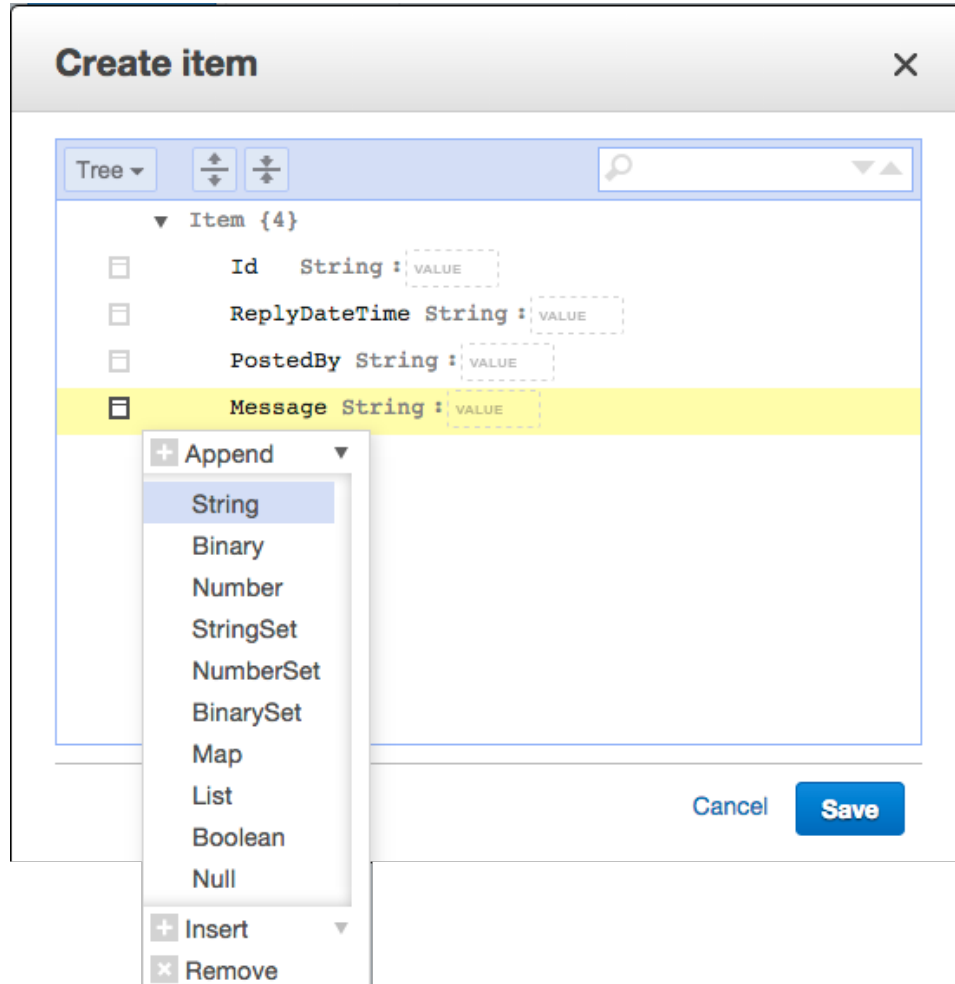 Create item
Tree
Item {4}
Id String : VALUE
ReplyDateTime String : VALUE
PostedBy String : VALUE
Message String : VALUE
Append
String
Binary
Number
StringSet
NumberSet
BinarySet
Map
List
Boolean
Null
Cancel Save
Insert
Remove